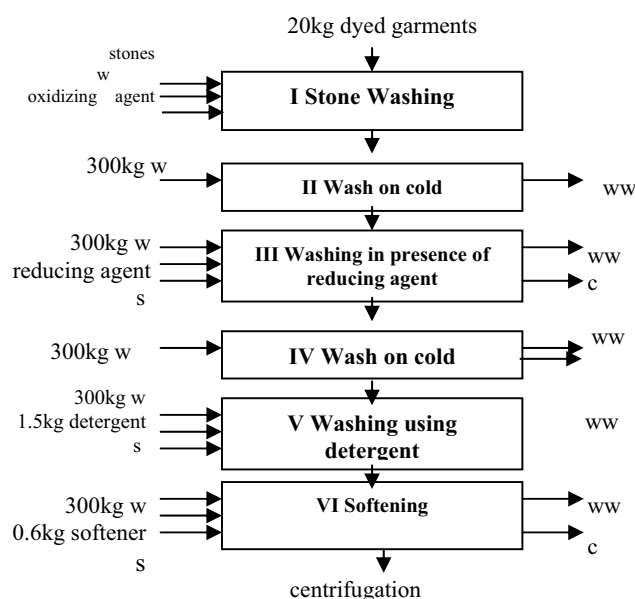 20kg dyed garments
stones
w
oxidizing agent
I Stone Washing
300kg w
II Wash on cold
ww
300kg w
reducing agent
s
III Washing in presence of
reducing agent
ww
c
300kg w
IV Wash on cold
ww
300kg w
1.5kg detergent
s
V Washing using
detergent
ww
300kg w
0.6kg softener
s
VI Softening
ww
c
centrifugation